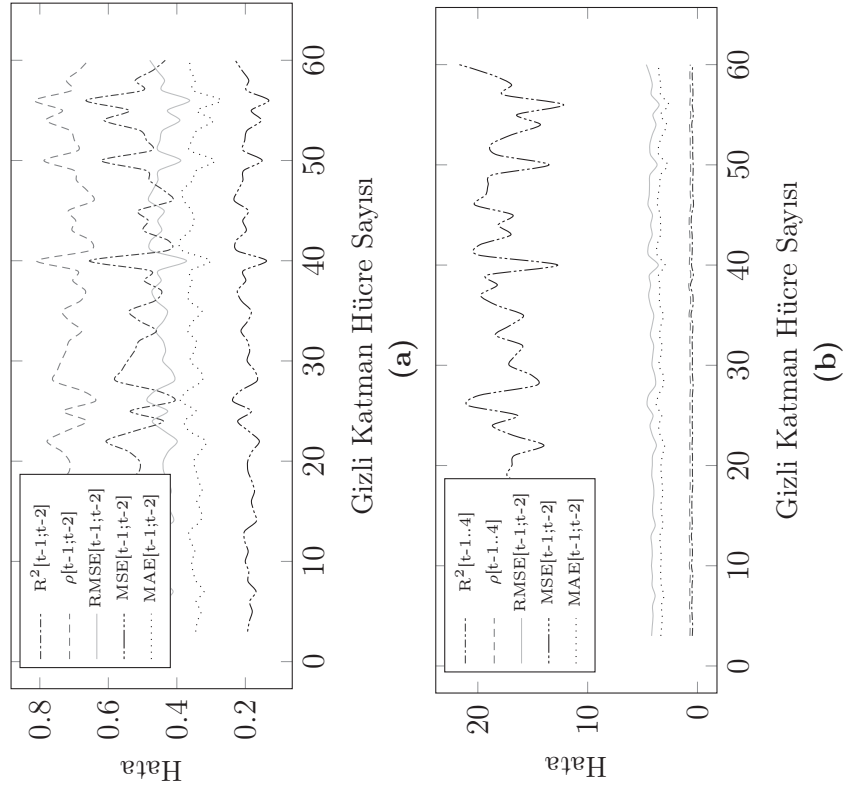 0.8
0.6
0.4
0.2
Hata
R²[t-1;t-2]
ρ[t-1;t-2]
RMSE[t-1;t-2]
MSE[t-1;t-2]
MAE[t-1;t-2]
0 10 20 30 40 50 60
Gizli Katman Hücre Sayısı
(a)
20
10
0
Hata
R²[t-1..4]
ρ[t-1..4]
RMSE[t-1;t-2]
MSE[t-1;t-2]
MAE[t-1;t-2]
0 10 20 30 40 50 60
Gizli Katman Hücre Sayısı
(b)